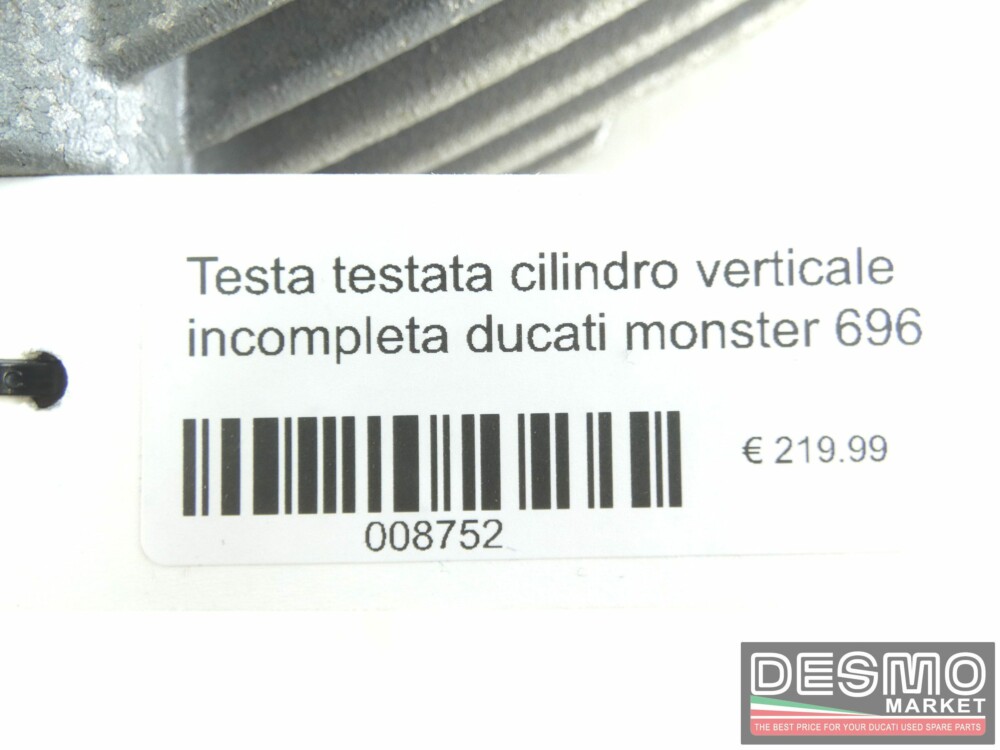 Testa testata cilindro verticale
incompleta ducati monster 696
€ 219.99
008752
DESMO
MARKET
THE BEST PRICE FOR YOUR DUCATI USED SPARE PARTS